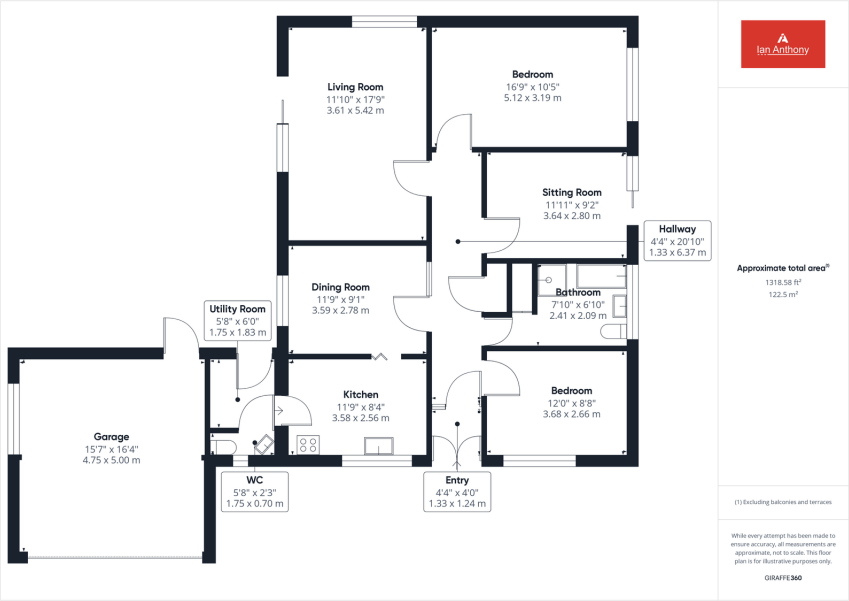 Living Room
11'10" x 17'9"
3.61 x 5.42 m
Bedroom
16'9" x 10'5"
5.12 x 3.19 m
Sitting Room
11'11" x 9'2"
3.64 x 2.80 m
Hallway
4'4" x 20'10"
1.33 x 6.37 m
Dining Room
11'9" x 9'1"
3.59 x 2.78 m
Bathroom
7'10" x 6'10"
2.41 x 2.09 m
Utility Room
5'8" x 6'0"
1.75 x 1.83 m
Kitchen
11'9" x 8'4"
3.58 x 2.56 m
Bedroom
12'0" x 8'8"
3.68 x 2.66 m
Garage
15'7" x 16'4"
4.75 x 5.00 m
WC
5'8" x 2'3"
1.75 x 0.70 m
Entry
4'4" x 4'0"
1.33 x 1.24 m
Ian Anthony
Approximate total area(1)
1318.58 ft²
122.5 m²
(1) Excluding balconies and terraces
While every attempt has been made to
ensure accuracy, all measurements are
approximate, not to scale. This floor
plan is for illustrative purposes only.
GIRAFFE360